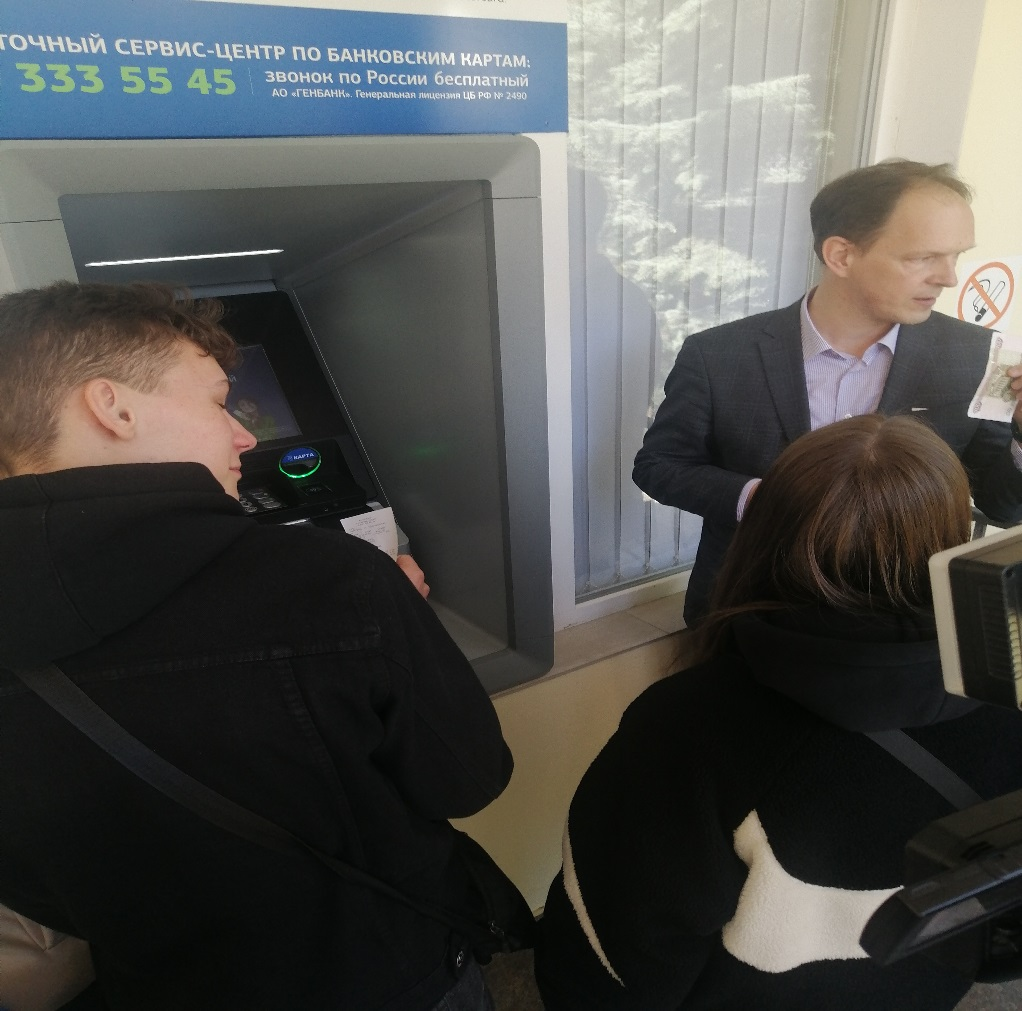 ТОЧНЫЙ СЕРВИС-ЦЕНТР ПО БАНКОВСКИМ КАРТАМ:
333 55 45
звонок по России бесплатный
АО «ГЕНБАНК». Генеральная лицензия ЦБ РФ № 2490
КАРТА